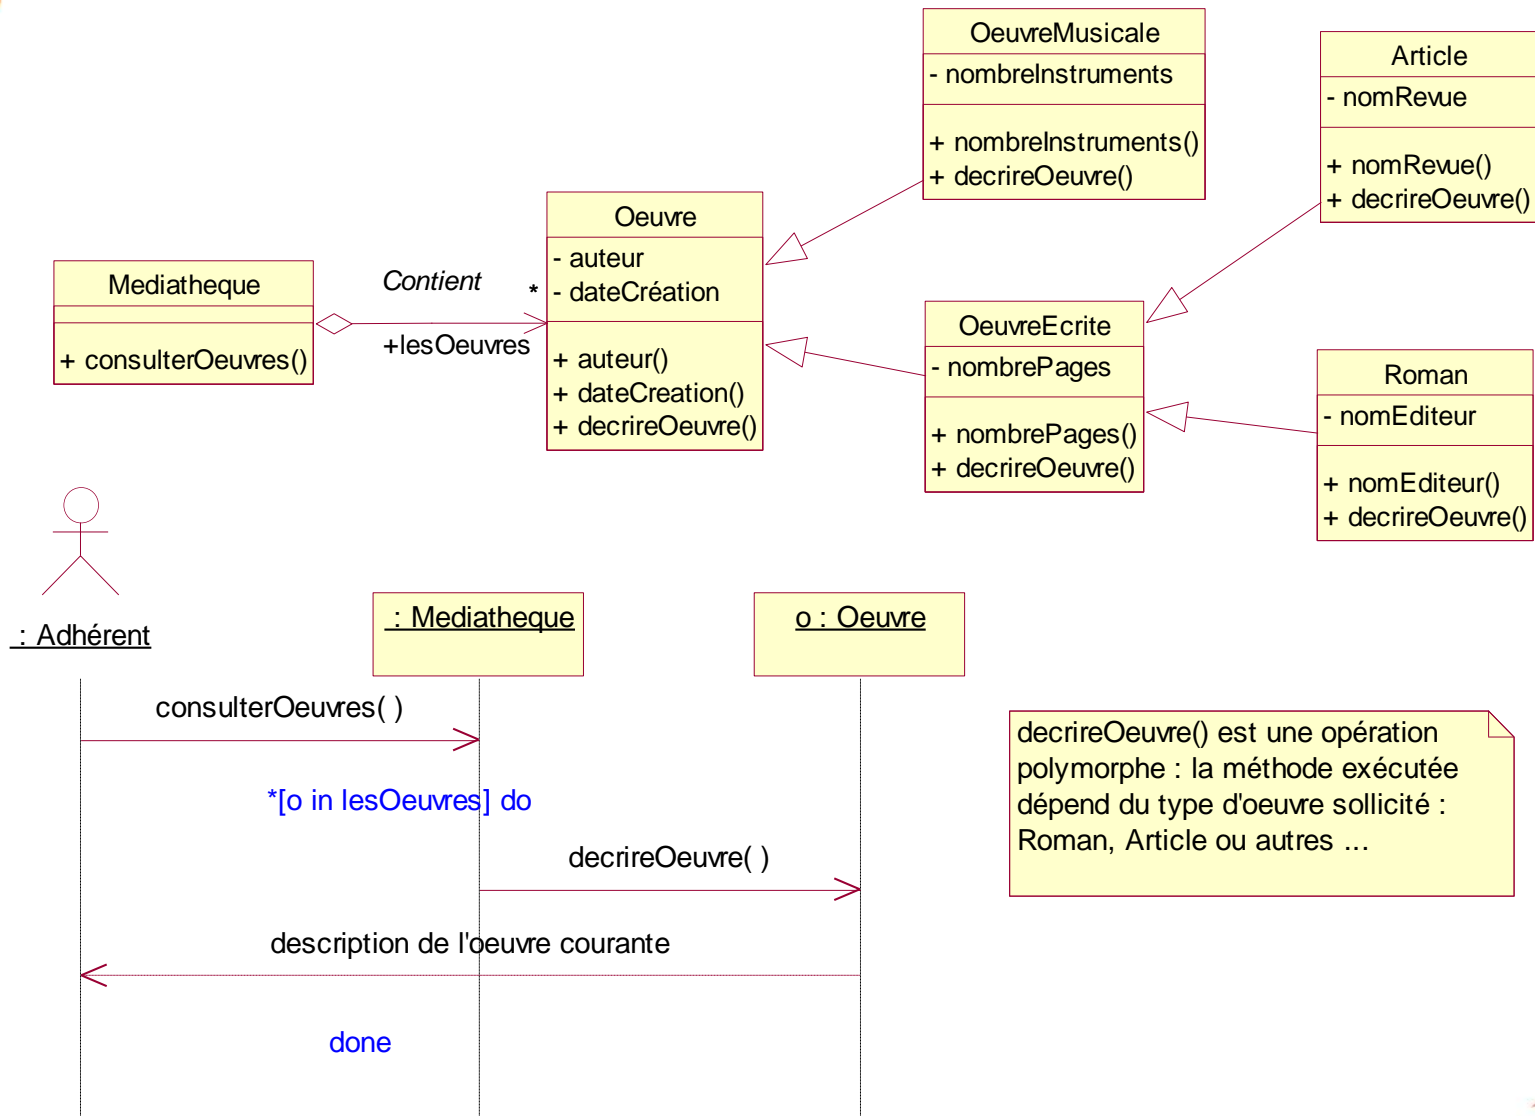 OeuvreMusicale
- nombreInstruments
+ nombreInstruments()
+ decrireOeuvre()
Article
- nomRevue
+ nomRevue()
+ decrireOeuvre()
Oeuvre
- auteur
- dateCréation
+ auteur()
+ dateCreation()
+ decrireOeuvre()
Mediatheque
+ consulterOeuvres()
Contient
*
+lesOeuvres
OeuvreEcrite
- nombrePages
+ nombrePages()
+ decrireOeuvre()
Roman
- nomEditeur
+ nomEditeur()
+ decrireOeuvre()
: Adhérent
: Mediatheque
o : Oeuvre
consulterOeuvres( )
*[o in lesOeuvres] do
decrireOeuvre( )
description de l'oeuvre courante
done
decrireOeuvre() est une opération
polymorphe : la méthode exécutée
dépend du type d'oeuvre sollicité :
Roman, Article ou autres ...